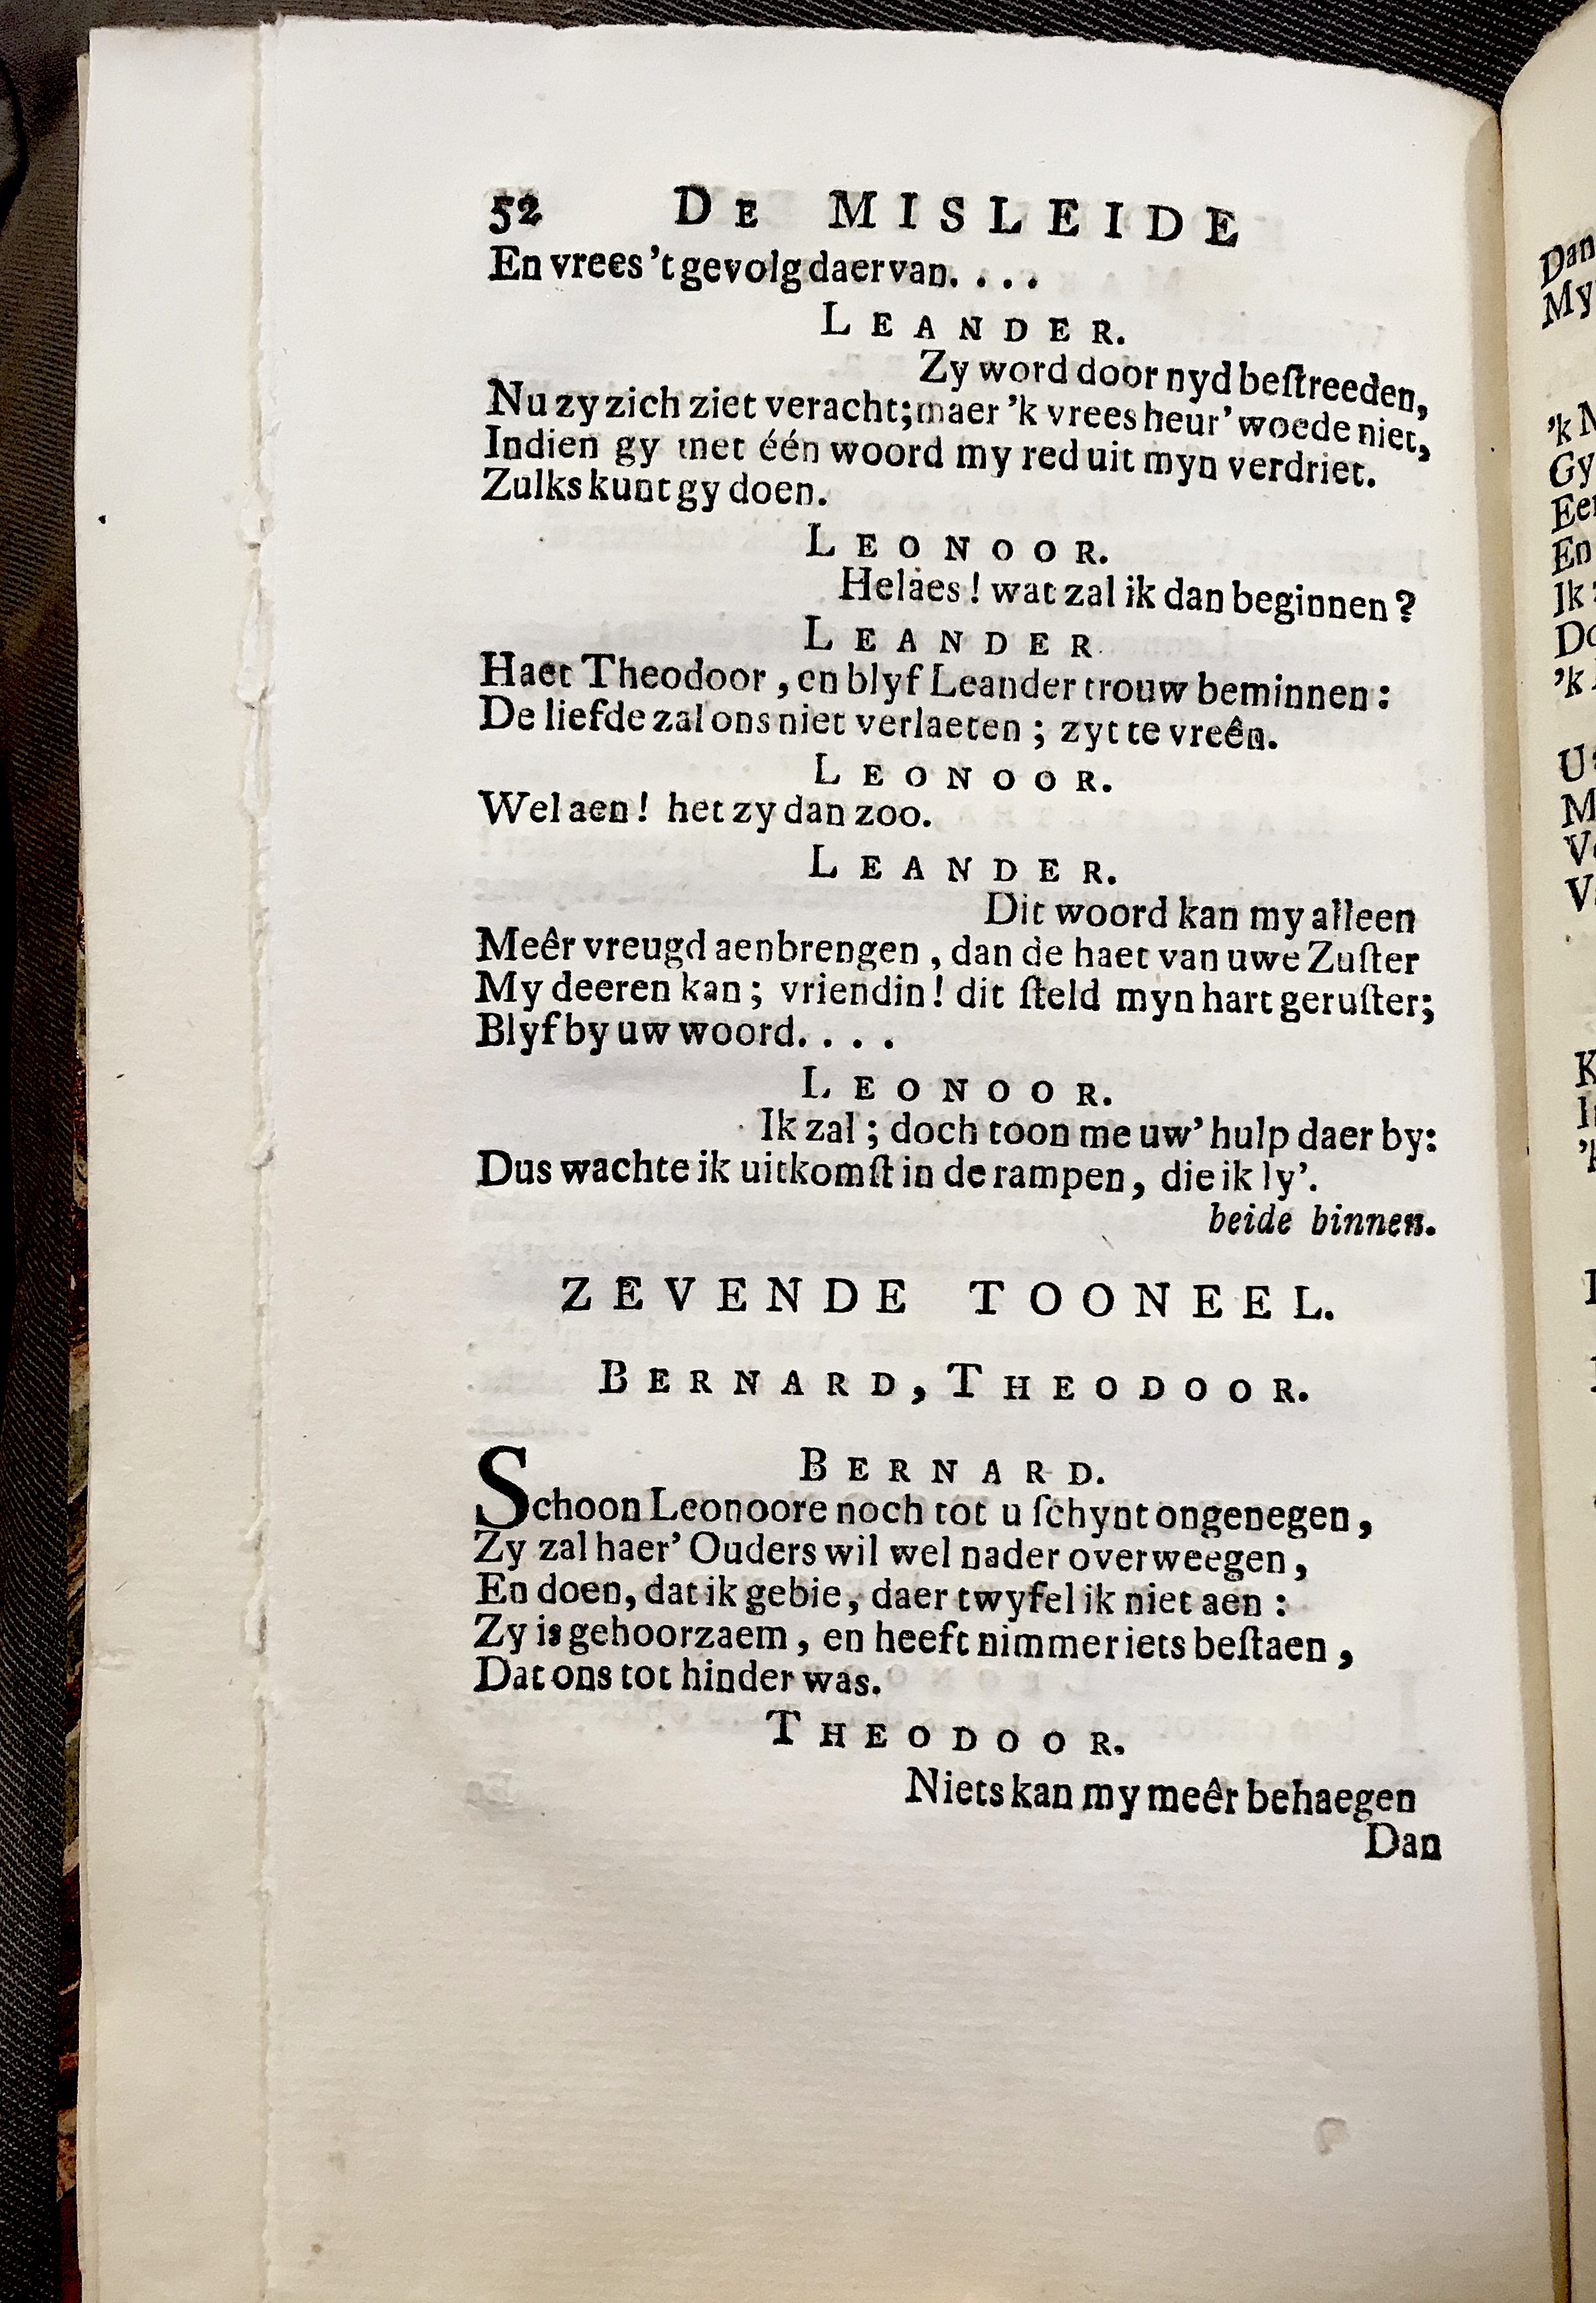 52 DE MISLEIDE
En vrees 't gevolg daer van. . . .
LEANDER.
Zy word door nyd beſtreeden,
Nu zy zich ziet veracht; maer 'k vrees heur' woede niet,
Indien gy met één woord my red uit myn verdriet.
Zulks kunt gy doen.
LEONOOR.
Helaes! wat zal ik dan beginnen?
LEANDER.
Haet Theodoor, en blyf Leander trouw beminnen:
De liefde zal ons niet verlaeten; zyt te vreên.
LEONOOR.
Wel aen! het zy dan zoo.
LEANDER.
Dit woord kan my alleen
Meêr vreugd aenbrengen, dan de haet van uwe Zuſter
My deeren kan; vriendin! dit ſteld myn hart geruſter;
Blyf by uw woord. . . .
LEONOOR.
Ik zal; doch toon me uw' hulp daer by:
Dus wachte ik uitkomſt in de rampen, die ik ly'.
beide binnen.
ZEVENDE TOONEEL.
BERNARD, THEODOOR.
BERNARD.
Schoon Leonoore noch tot u ſchynt ongenegen,
Zy zal haer' Ouders wil wel nader overweegen,
En doen, dat ik gebie, daer twyfel ik niet aen:
Zy is gehoorzaem, en heeft nimmer iets beſtaen,
Dat ons tot hinder was.
THEODOOR.
Niets kan my meêr behaegen
Dan
Dan
My
Gy
En
Ik